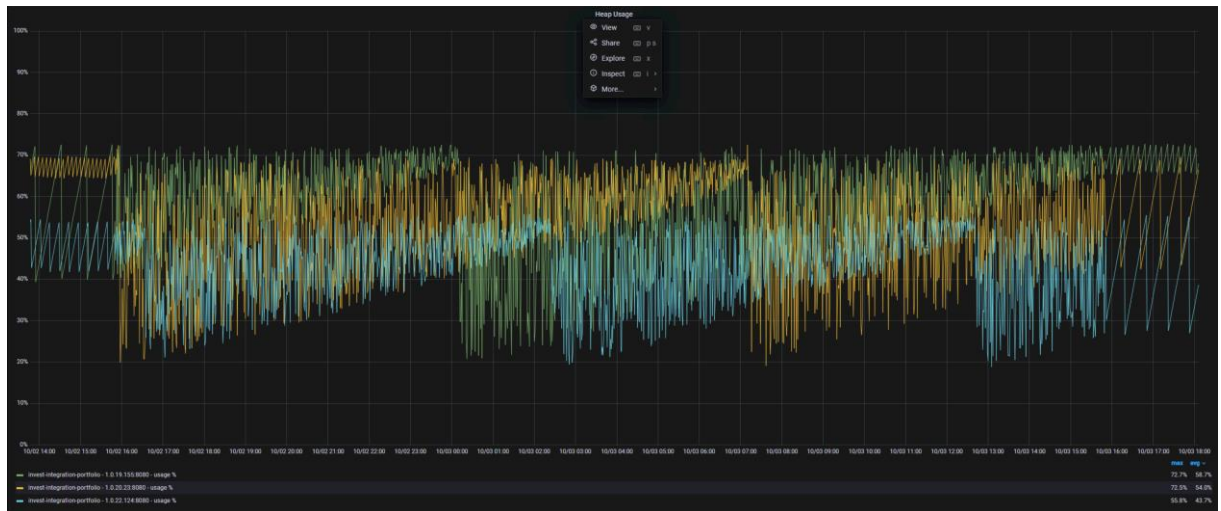 Heap Usage
View v
Share p s
Explore x
Inspect i
More...
100%
90%
80%
70%
60%
50%
40%
30%
20%
10%
0%
10/02 14:00 10/02 15:00 10/02 16:00 10/02 17:00 10/02 18:00 10/02 19:00 10/02 20:00 10/02 21:00 10/02 22:00 10/02 23:00 10/03 00:00 10/03 01:00 10/03 02:00 10/03 03:00 10/03 04:00 10/03 05:00 10/03 06:00 10/03 07:00 10/03 08:00 10/03 09:00 10/03 10:00 10/03 11:00 10/03 12:00 10/03 13:00 10/03 14:00 10/03 15:00 10/03 16:00 10/03 17:00 10/03 18:00
max avg
invest-integration-portfolio - 1.0.19.155:8080 - usage % 72.7% 58.7%
invest-integration-portfolio - 1.0.20.23:8080 - usage % 72.5% 54.0%
invest-integration-portfolio - 1.0.22.124:8080 - usage % 55.8% 43.7%